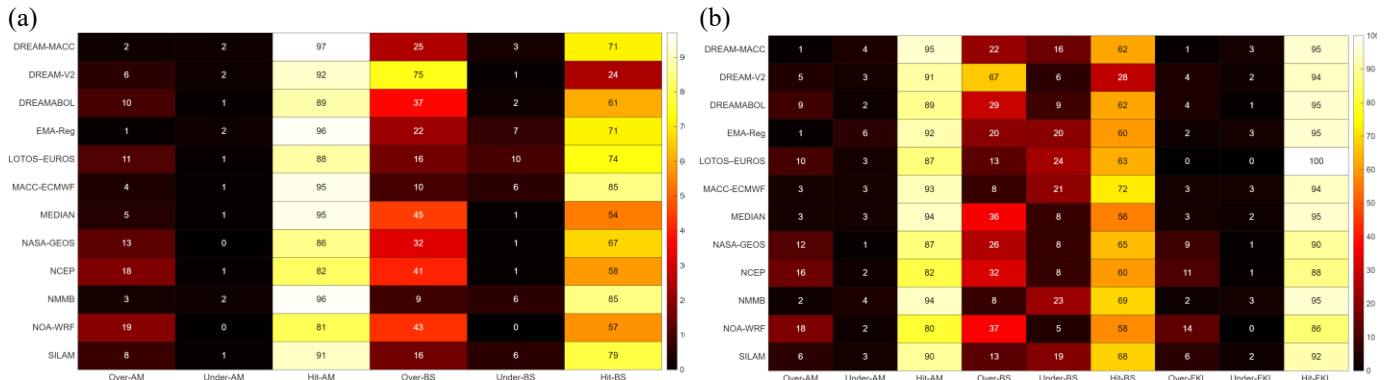 (a)
DREAM-MACC 2 2 97 25 3 71
DREAM-V2 6 2 92 75 1 24
DREAMABOL 10 1 89 37 2 61
EMA-Reg 1 2 96 22 7 71
LOTOS–EUROS 11 1 88 16 10 74
MACC-ECMWF 4 1 95 10 6 85
MEDIAN 5 1 95 45 1 54
NASA-GEOS 13 0 86 32 1 67
NCEP 18 1 82 41 1 58
NMMB 3 2 96 9 6 85
NOA-WRF 19 0 81 43 0 57
SILAM 8 1 91 16 6 79
Over-AM Under-AM Hit-AM Over-BS Under-BS Hit-BS
(b)
DREAM-MACC 1 4 95 22 16 62 1 3 95
DREAM-V2 5 3 91 67 6 28 4 2 94
DREAMABOL 9 2 89 29 9 62 4 1 95
EMA-Reg 1 6 92 20 20 60 2 3 95
LOTOS–EUROS 10 3 87 13 24 63 0 0 100
MACC-ECMWF 3 3 93 8 21 72 3 3 94
MEDIAN 3 3 94 36 8 56 3 2 95
NASA-GEOS 12 1 87 26 8 65 9 1 90
NCEP 16 2 82 32 8 60 11 1 88
NMMB 2 4 94 8 23 69 2 3 95
NOA-WRF 18 2 80 37 5 58 14 0 86
SILAM 6 3 90 13 19 68 6 2 92
Over-AM Under-AM Hit-AM Over-BS Under-BS Hit-BS Over-EKI Under-EKI Hit-EKI
100
90
80
70
60
50
40
30
20
10
0